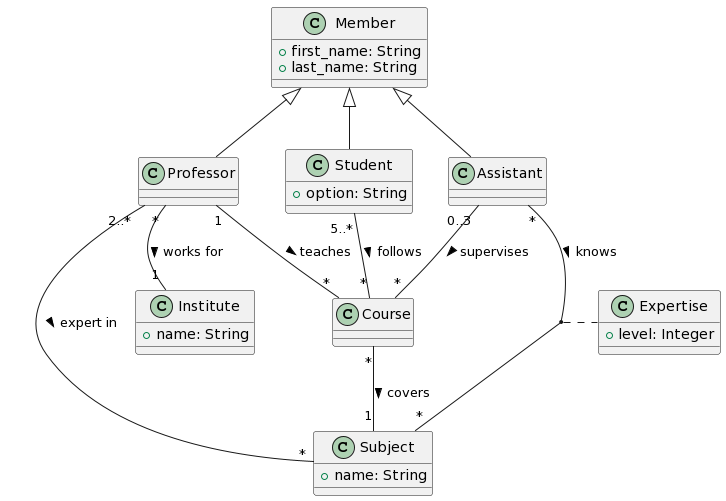 C Member
+ first_name: String
+ last_name: String
C Professor
C Student
+ option: String
C Assistant
2..*
*
1
5..*
0..3
*
works for
teaches
follows
supervises
knows
1
*
*
*
C Institute
+ name: String
C Course
C Expertise
+ level: Integer
expert in
*
covers
1
*
C Subject
+ name: String
*